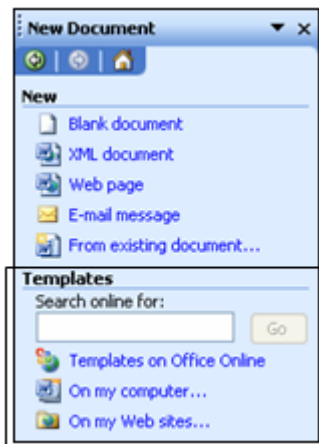 New Document
New
Blank document
XML document
Web page
E-mail message
From existing document...
Templates
Search online for:
Go
Templates on Office Online
On my computer...
On my Web sites...